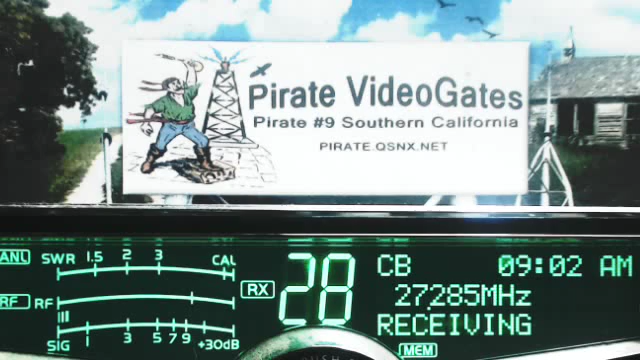 Pirate VideoGates
Pirate #9 Southern California
PIRATE.QSNX.NET
ANL SWR 1.5 2 3 CAL
RX 28 CB 09:02 AM
RF RF 27285MHz
SIG 1 3 5 7 9 +30dB RECEIVING
MEM